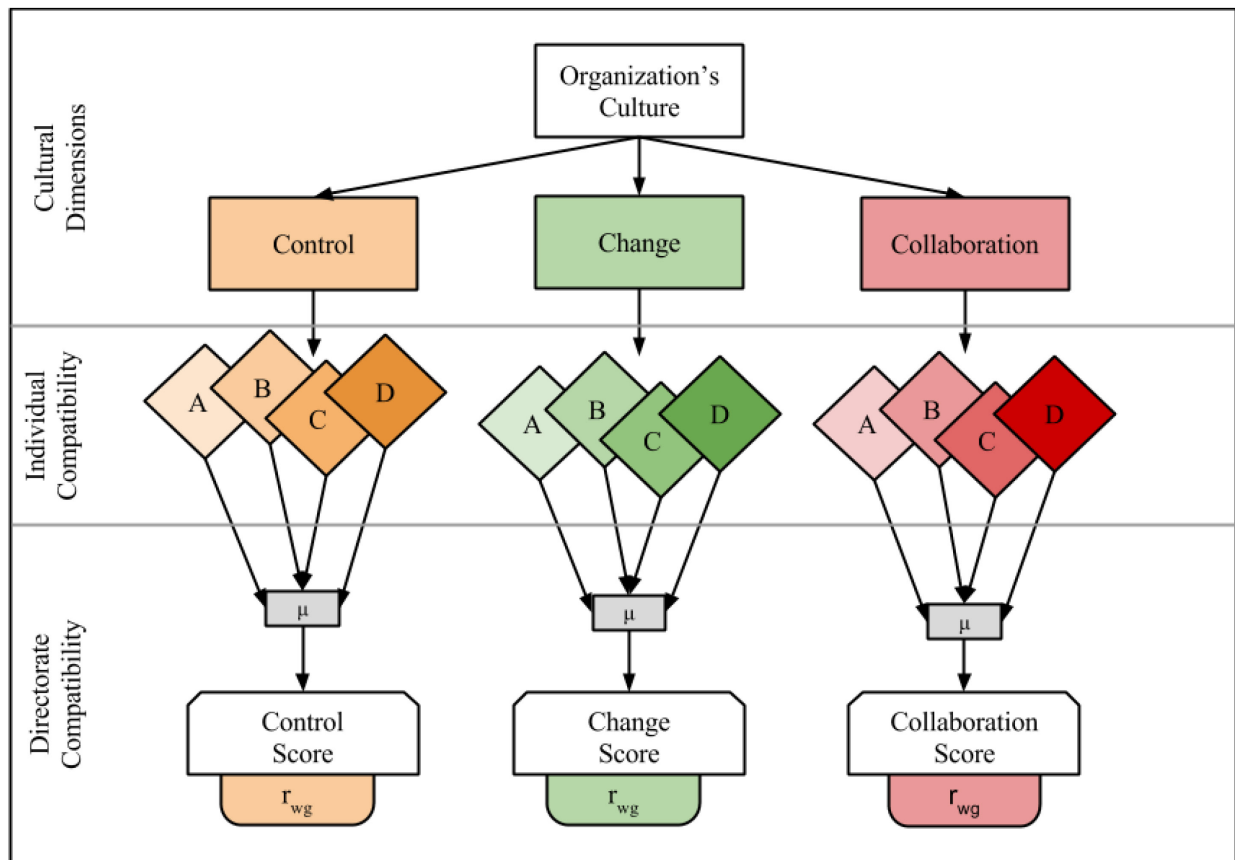 Cultural
Dimensions
Organization's
Culture
Control
Change
Collaboration
Individual
Compatibility
A
B
C
D
A
B
C
D
A
B
C
D
Directorate
Compatibility
μ
μ
μ
Control
Score
Change
Score
Collaboration
Score
rwg
rwg
rwg